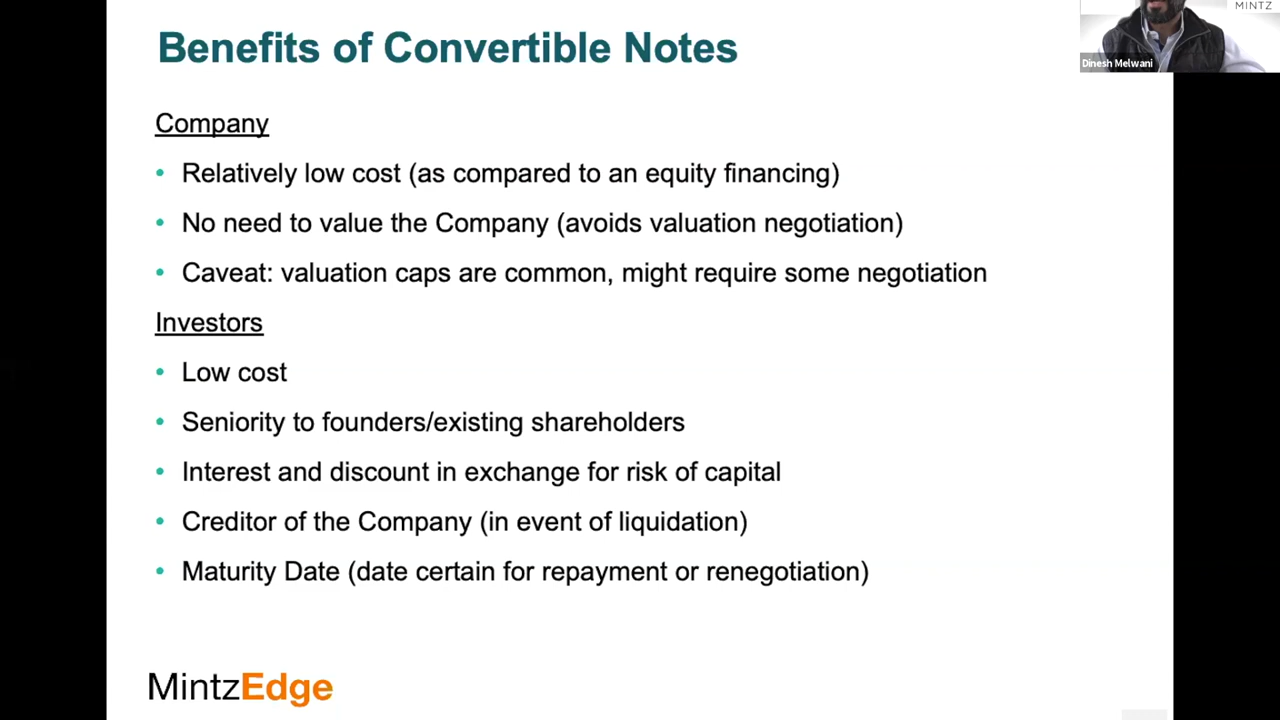 Benefits of Convertible Notes
MINTZ
Dinesh Melwani
Company
• Relatively low cost (as compared to an equity financing)
• No need to value the Company (avoids valuation negotiation)
• Caveat: valuation caps are common, might require some negotiation
Investors
• Low cost
• Seniority to founders/existing shareholders
• Interest and discount in exchange for risk of capital
• Creditor of the Company (in event of liquidation)
• Maturity Date (date certain for repayment or renegotiation)
MintzEdge